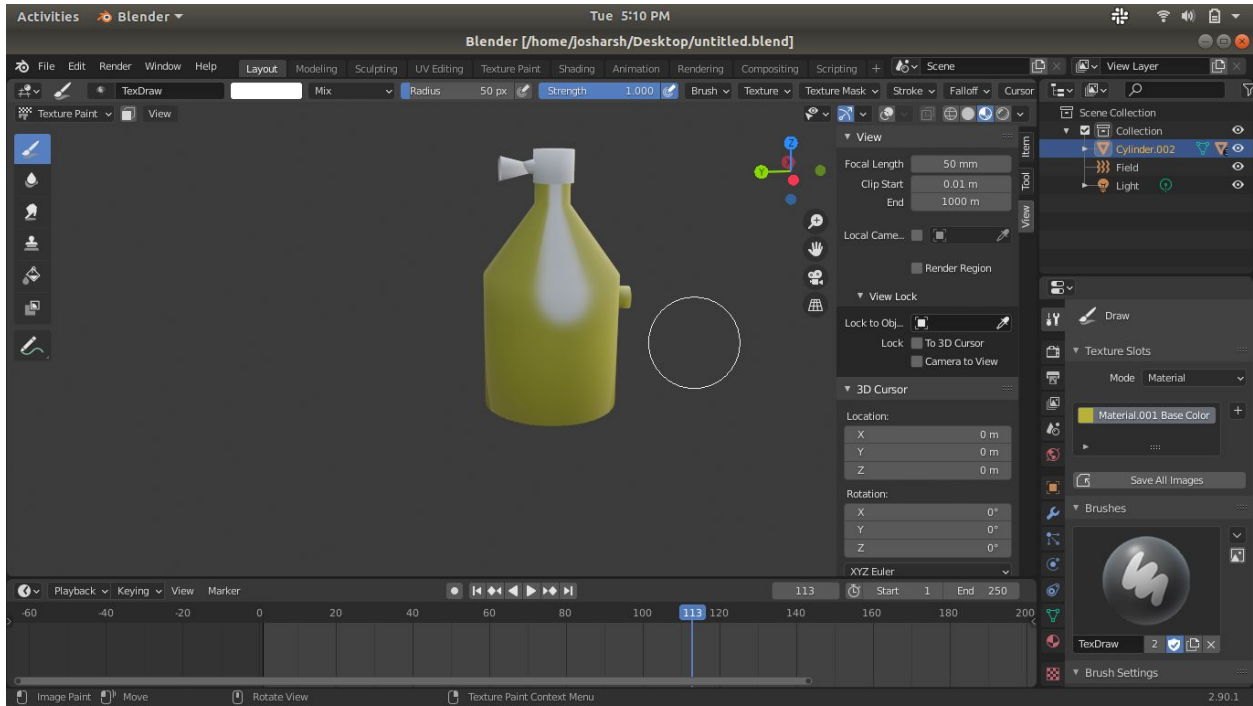 Activities Blender Tue 5:10 PM
Blender [/home/josharsh/Desktop/untitled.blend]
File Edit Render Window Help Layout Modeling Sculpting UV Editing Texture Paint Shading Animation Rendering Compositing Scripting + Scene View Layer
TexDraw Mix Radius 50 px Strength 1.000 Brush Texture Texture Mask Stroke Falloff Cursor
Texture Paint View
View
Focal Length 50 mm
Clip Start 0.01 m
End 1000 m
Local Came...
Render Region
View Lock
Lock to Obj...
Lock To 3D Cursor
Camera to View
3D Cursor
Location:
X 0 m
Y 0 m
Z 0 m
Rotation:
X 0°
Y 0°
Z 0°
XYZ Euler
Item
Tool
View
Z
Y
Scene Collection
Collection
Cylinder.002
Field
Light
Draw
Texture Slots
Mode Material
Material.001 Base Color
Save All Images
Brushes
TexDraw 2
Brush Settings
Playback Keying View Marker 113 Start 1 End 250
-60 -40 -20 0 20 40 60 80 100 113 120 140 160 180 200
Image Paint Move Rotate View Texture Paint Context Menu 2.90.1